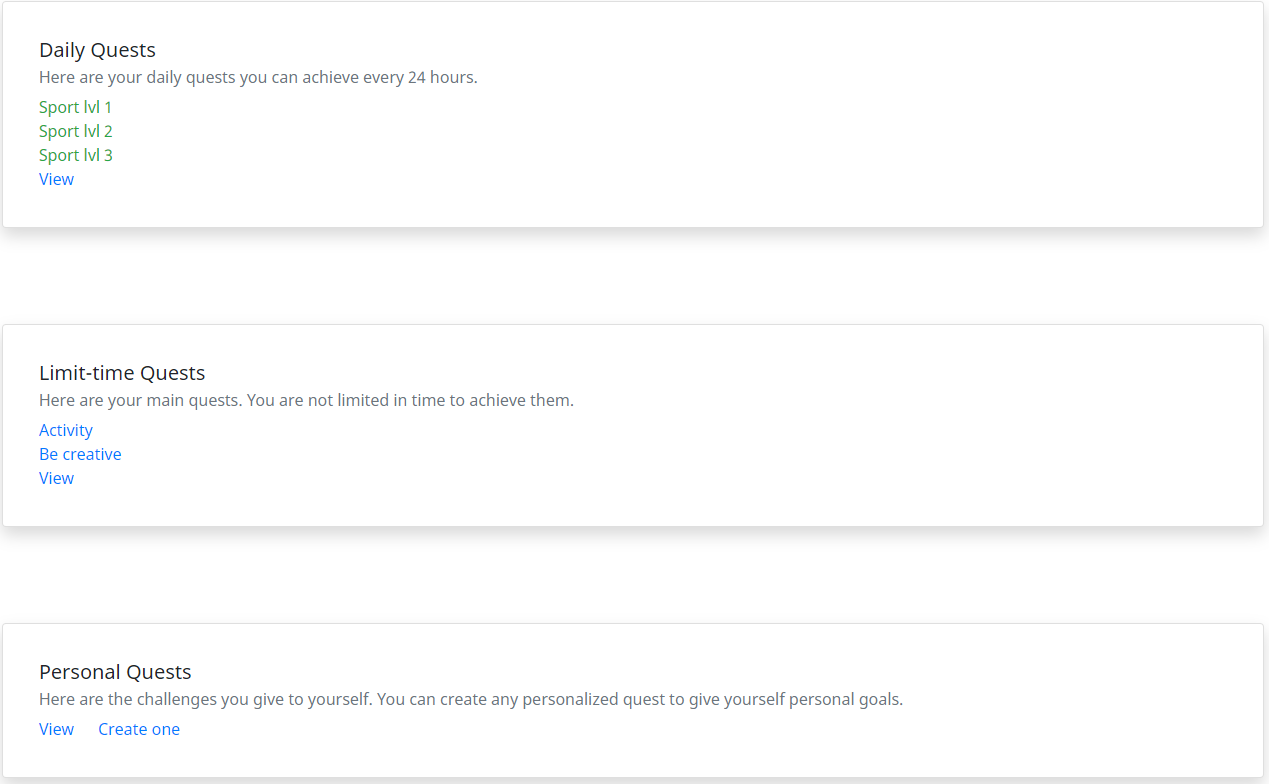 Daily Quests
Here are your daily quests you can achieve every 24 hours.
Sport lvl 1
Sport lvl 2
Sport lvl 3
View
Limit-time Quests
Here are your main quests. You are not limited in time to achieve them.
Activity
Be creative
View
Personal Quests
Here are the challenges you give to yourself. You can create any personalized quest to give yourself personal goals.
View Create one